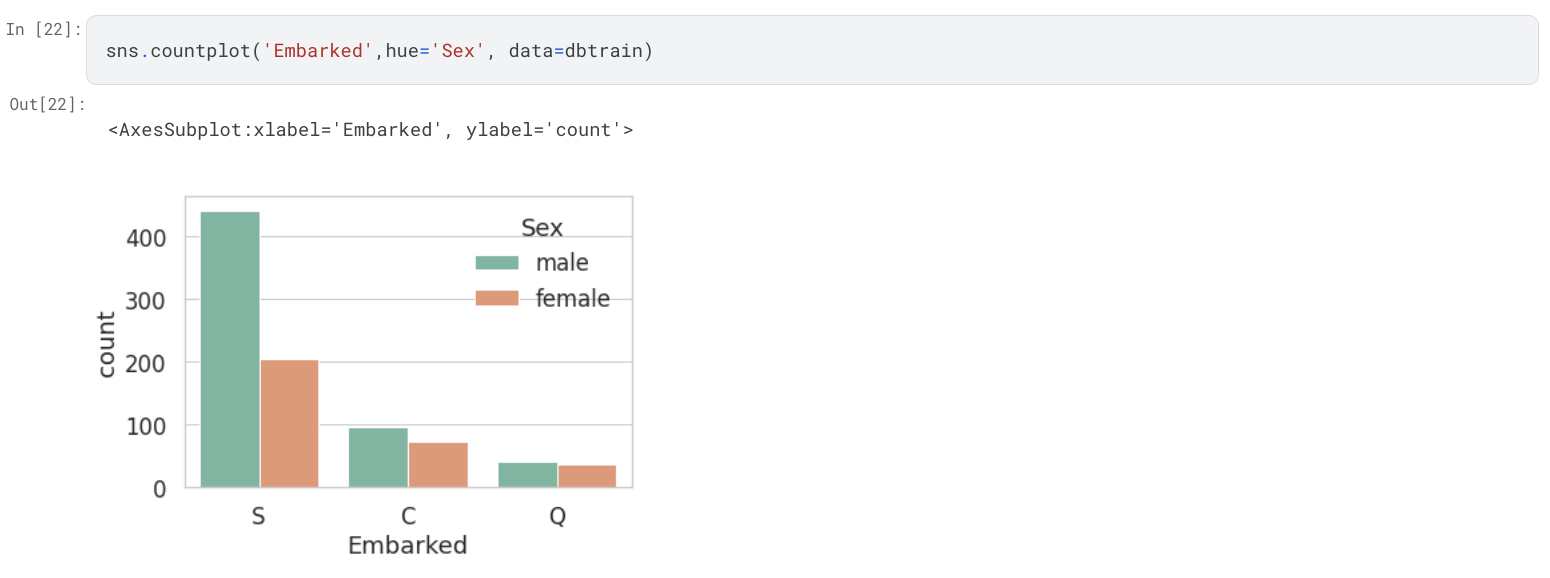 In [22]:
sns.countplot('Embarked',hue='Sex', data=dbtrain)
Out[22]:
<AxesSubplot:xlabel='Embarked', ylabel='count'>
Sex
male
female
400
300
200
100
0
count
S C Q
Embarked